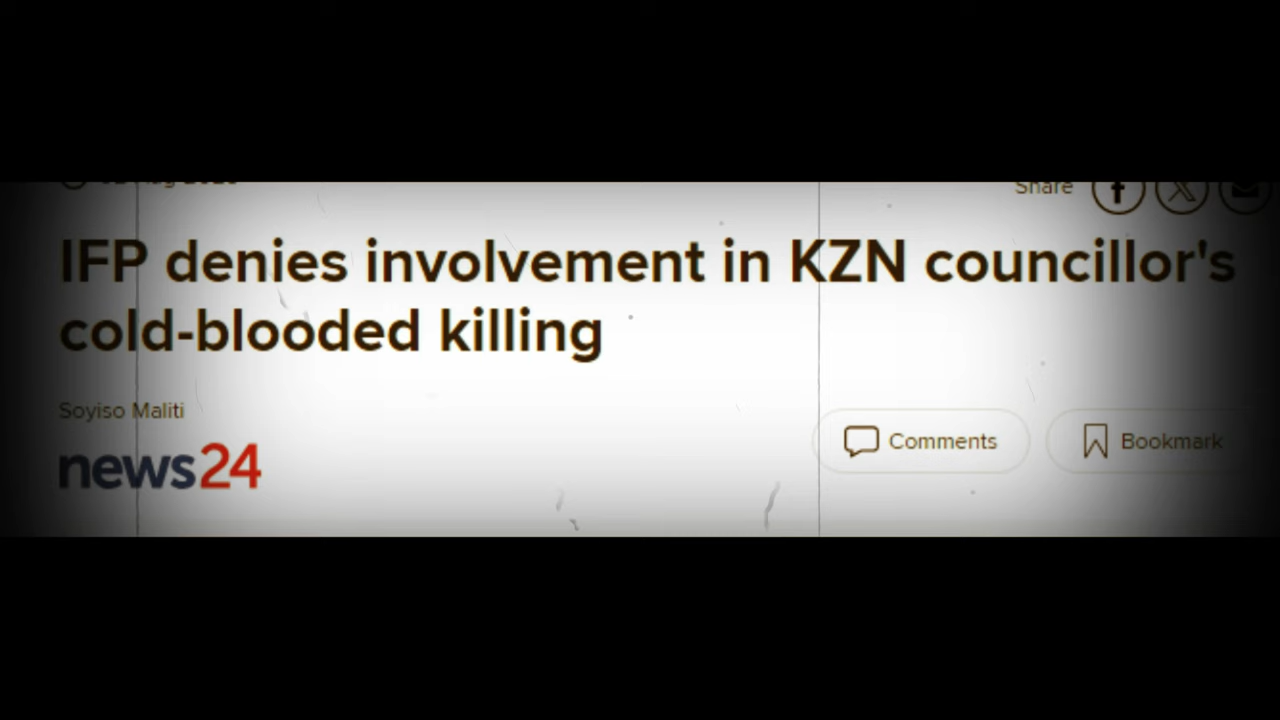 Share
IFP denies involvement in KZN councillor's
cold-blooded killing
Soyiso Maliti
news24
Comments
Bookmark